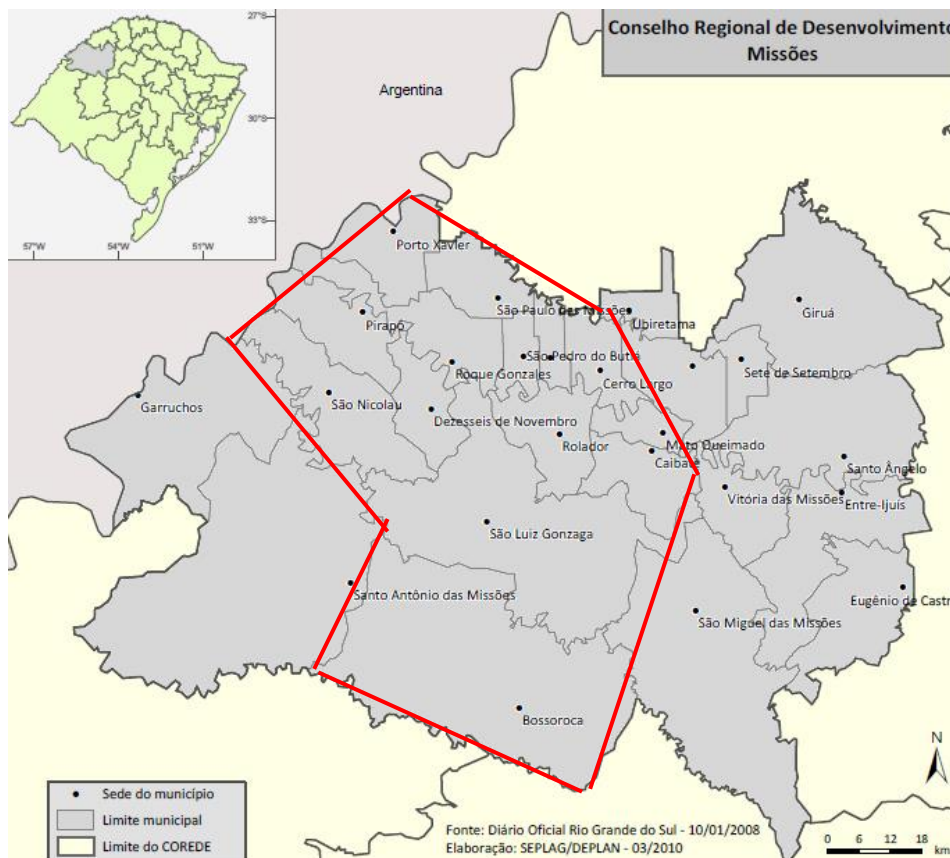 Conselho Regional de Desenvolvimento
Missões
27°S
30°S
33°S
57°W
54°W
51°W
Argentina
Porto Xavier
São Paulo das Missões
Ubiretama
Giruá
Pirapó
São Pedro do Butiá
Sete de Setembro
Roque Gonzales
Cerro Largo
Garruchos
São Nicolau
Dezesseis de Novembro
Rolador
Mato Queimado
Caibaté
Santo Ângelo
Vitória das Missões
Entre-Ijuís
São Luiz Gonzaga
Santo Antônio das Missões
Eugênio de Castr
São Miguel das Missões
Bossoroca
N
Sede do município
Limite municipal
Limite do COREDE
Fonte: Diário Oficial Rio Grande do Sul - 10/01/2008
Elaboração: SEPLAG/DEPLAN - 03/2010
0 6 12 18
km